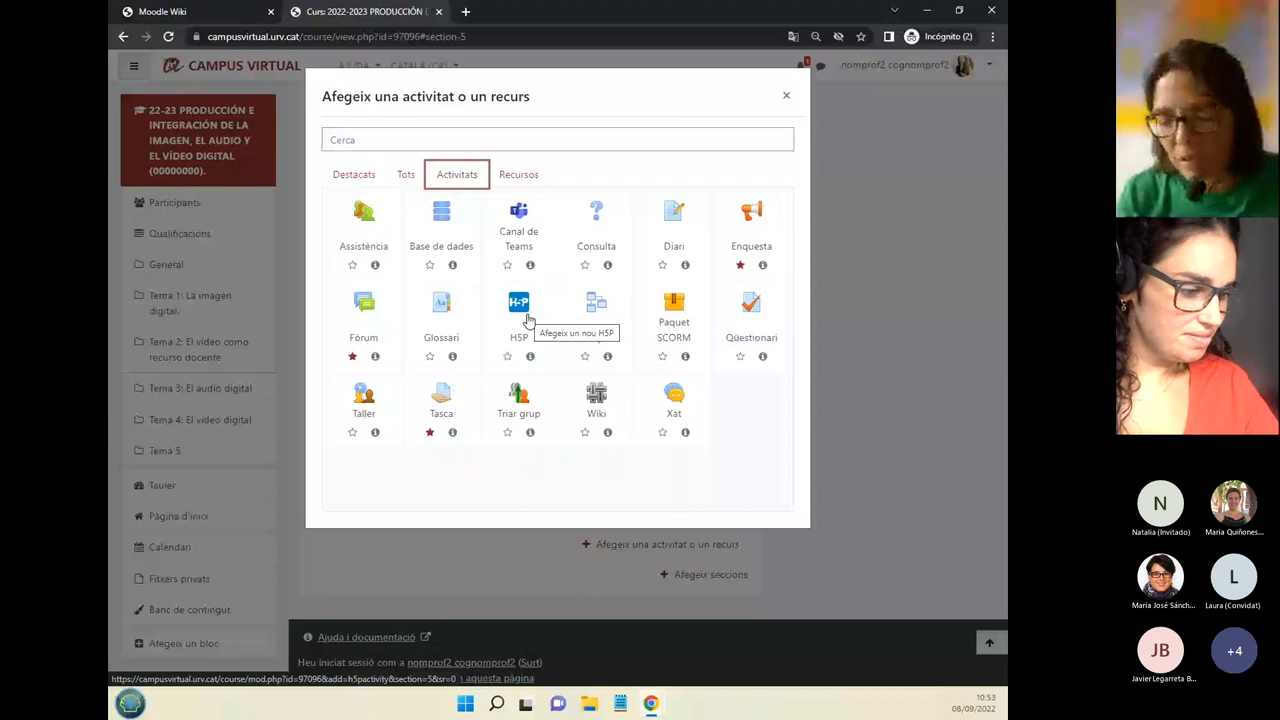 Moodle Wiki
Curs: 2022-2023 PRODUCCIÓN E
campusvirtual.urv.cat/course/view.php?id=97096#section-5
Incógnito (2)
CAMPUS VIRTUAL
AJUDA
CATALÀ (CA)
1
nomprof2 cognomprof2
22-23 PRODUCCIÓN E
INTEGRACIÓN DE LA
IMAGEN, EL AUDIO Y
EL VÍDEO DIGITAL
(00000000).
Participants
Qualificacions
General
Tema 1: La imagen
digital.
Tema 2: El vídeo como
recurso docente
Tema 3: El audio digital
Tema 4: El vídeo digital
Tema 5
Tauler
Pàgina d'inici
Calendari
Fitxers privats
Banc de contingut
Afegeix un bloc
Afegeix una activitat o un recurs
Cerca
Destacats
Tots
Activitats
Recursos
Assistència
Base de dades
Canal de
Teams
Consulta
Diari
Enquesta
Fòrum
Glossari
H-P
H5P
Afegeix un nou H5P
Paquet
SCORM
Qüestionari
Taller
Tasca
Triar grup
Wiki
Xat
Afegeix una activitat o un recurs
Afegeix seccions
Ajuda i documentació
Heu iniciat sessió com a nomprof2 cognomprof2 (Surt)
https://campusvirtual.urv.cat/course/mod.php?id=97096&add=h5pactivity&section=5&sr=0
aquesta pàgina
10:53
08/09/2022
N
Natalia (Invitado)
Maria Quiñones...
María José Sánch...
L
Laura (Convidat)
JB
Javier Legarreta B...
+4